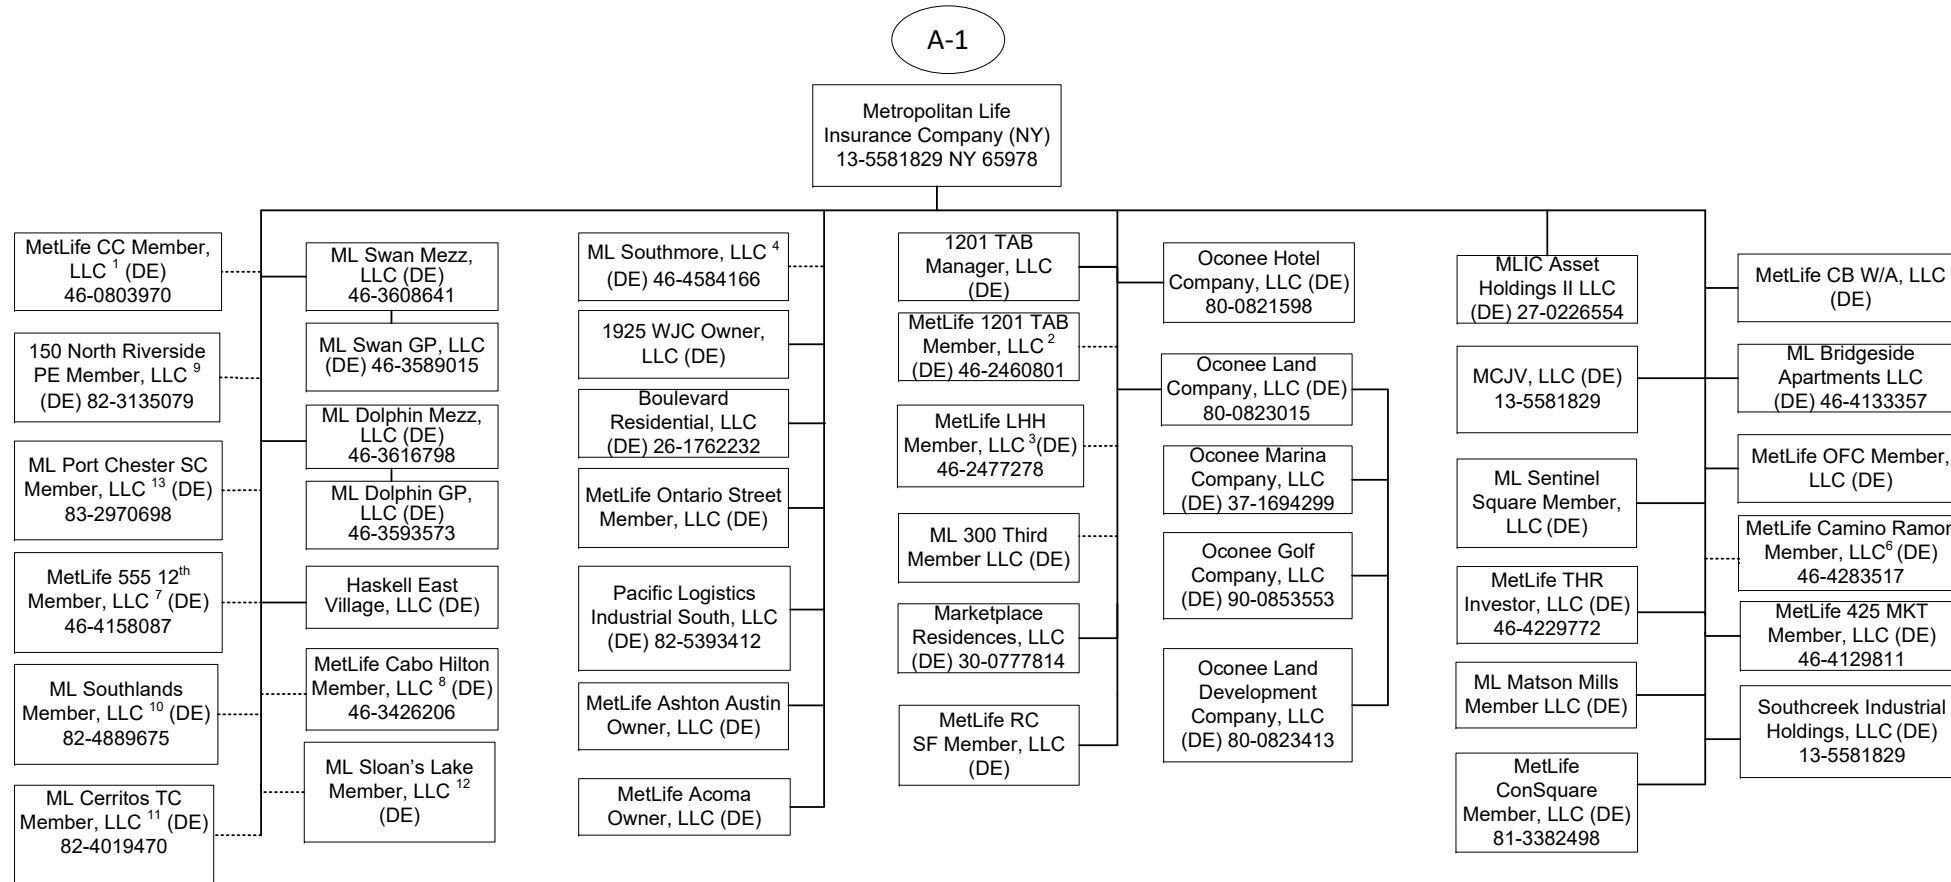 A-1
Metropolitan Life
Insurance Company (NY)
13-5581829 NY 65978
MetLife CC Member,
LLC 1 (DE)
46-0803970
150 North Riverside
PE Member, LLC 9
(DE) 82-3135079
ML Port Chester SC
Member, LLC 13 (DE)
83-2970698
MetLife 555 12th
Member, LLC 7 (DE)
46-4158087
ML Southlands
Member, LLC 10 (DE)
82-4889675
ML Cerritos TC
Member, LLC 11 (DE)
82-4019470
ML Swan Mezz,
LLC (DE)
46-3608641
ML Swan GP, LLC
(DE) 46-3589015
ML Dolphin Mezz,
LLC (DE)
46-3616798
ML Dolphin GP,
LLC (DE)
46-3593573
Haskell East
Village, LLC (DE)
MetLife Cabo Hilton
Member, LLC 8 (DE)
46-3426206
ML Sloan’s Lake
Member, LLC 12
(DE)
ML Southmore, LLC 4
(DE) 46-4584166
1925 WJC Owner,
LLC (DE)
Boulevard
Residential, LLC
(DE) 26-1762232
MetLife Ontario Street
Member, LLC (DE)
Pacific Logistics
Industrial South, LLC
(DE) 82-5393412
MetLife Ashton Austin
Owner, LLC (DE)
MetLife Acoma
Owner, LLC (DE)
1201 TAB
Manager, LLC
(DE)
MetLife 1201 TAB
Member, LLC 2
(DE) 46-2460801
MetLife LHH
Member, LLC 3(DE)
46-2477278
ML 300 Third
Member LLC (DE)
Marketplace
Residences, LLC
(DE) 30-0777814
MetLife RC
SF Member, LLC
(DE)
Oconee Hotel
Company, LLC (DE)
80-0821598
Oconee Land
Company, LLC (DE)
80-0823015
Oconee Marina
Company, LLC
(DE) 37-1694299
Oconee Golf
Company, LLC
(DE) 90-0853553
Oconee Land
Development
Company, LLC
(DE) 80-0823413
MLIC Asset
Holdings II LLC
(DE) 27-0226554
MCJV, LLC (DE)
13-5581829
ML Sentinel
Square Member,
LLC (DE)
MetLife THR
Investor, LLC (DE)
46-4229772
ML Matson Mills
Member LLC (DE)
MetLife
ConSquare
Member, LLC (DE)
81-3382498
MetLife CB W/A, LLC
(DE)
ML Bridgeside
Apartments LLC
(DE) 46-4133357
MetLife OFC Member,
LLC (DE)
MetLife Camino Ramon
Member, LLC6 (DE)
46-4283517
MetLife 425 MKT
Member, LLC (DE)
46-4129811
Southcreek Industrial
Holdings, LLC (DE)
13-5581829